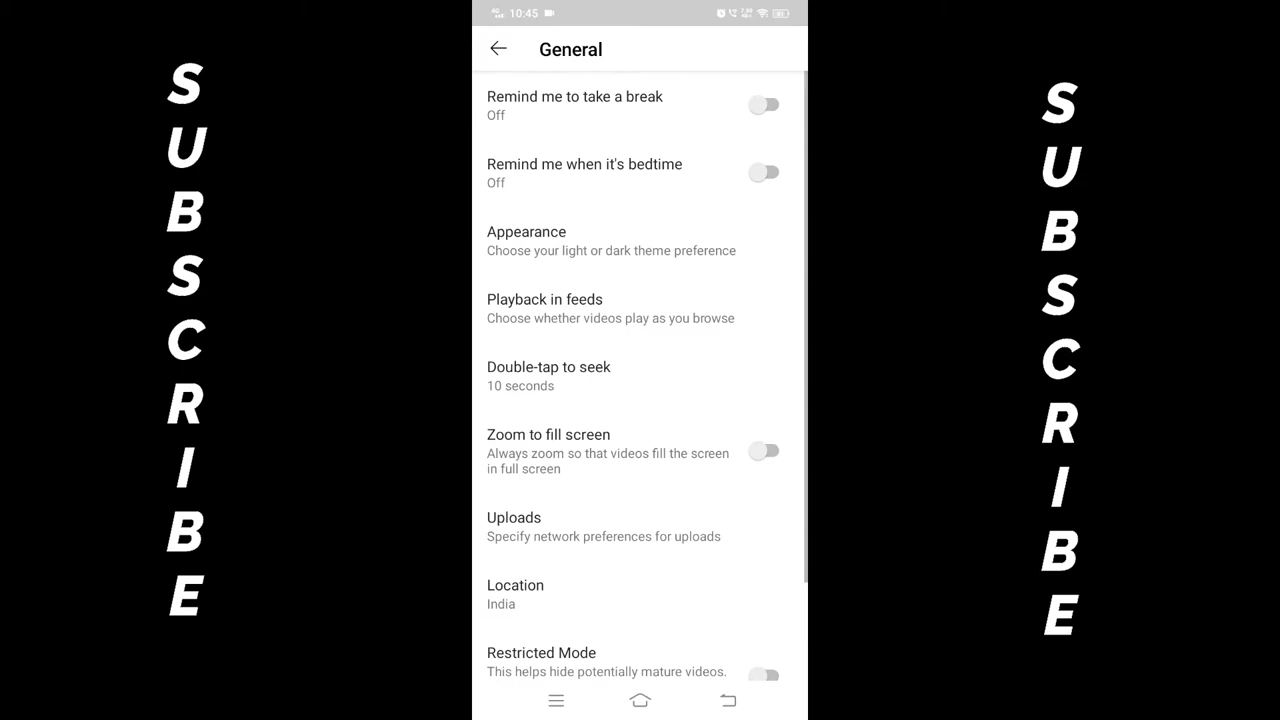 S
U
B
S
C
R
I
B
E
10:45
General
Remind me to take a break
Off
Remind me when it's bedtime
Off
Appearance
Choose your light or dark theme preference
Playback in feeds
Choose whether videos play as you browse
Double-tap to seek
10 seconds
Zoom to fill screen
Always zoom so that videos fill the screen
in full screen
Uploads
Specify network preferences for uploads
Location
India
Restricted Mode
This helps hide potentially mature videos.
S
U
B
S
C
R
I
B
E